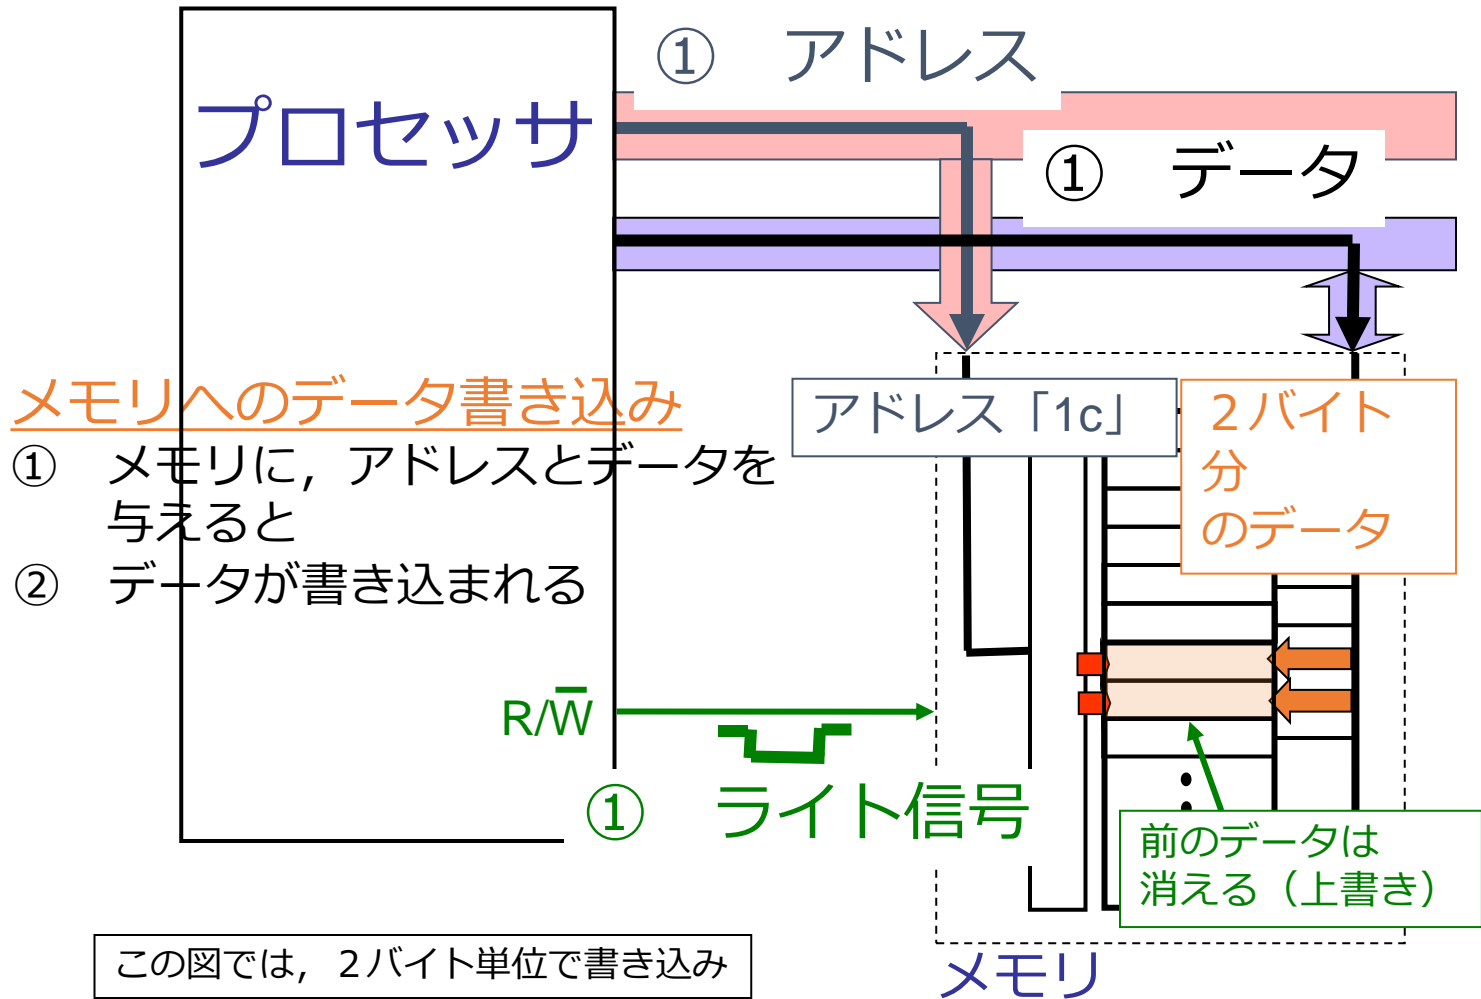 ① アドレス
プロセッサ
① データ
メモリへのデータ書き込み
① メモリに，アドレスとデータを
与えると
② データが書き込まれる
アドレス「1c」
２バイト
分
のデータ
R/W̅
① ライト信号
前のデータは
消える（上書き）
この図では，２バイト単位で書き込み
メモリ